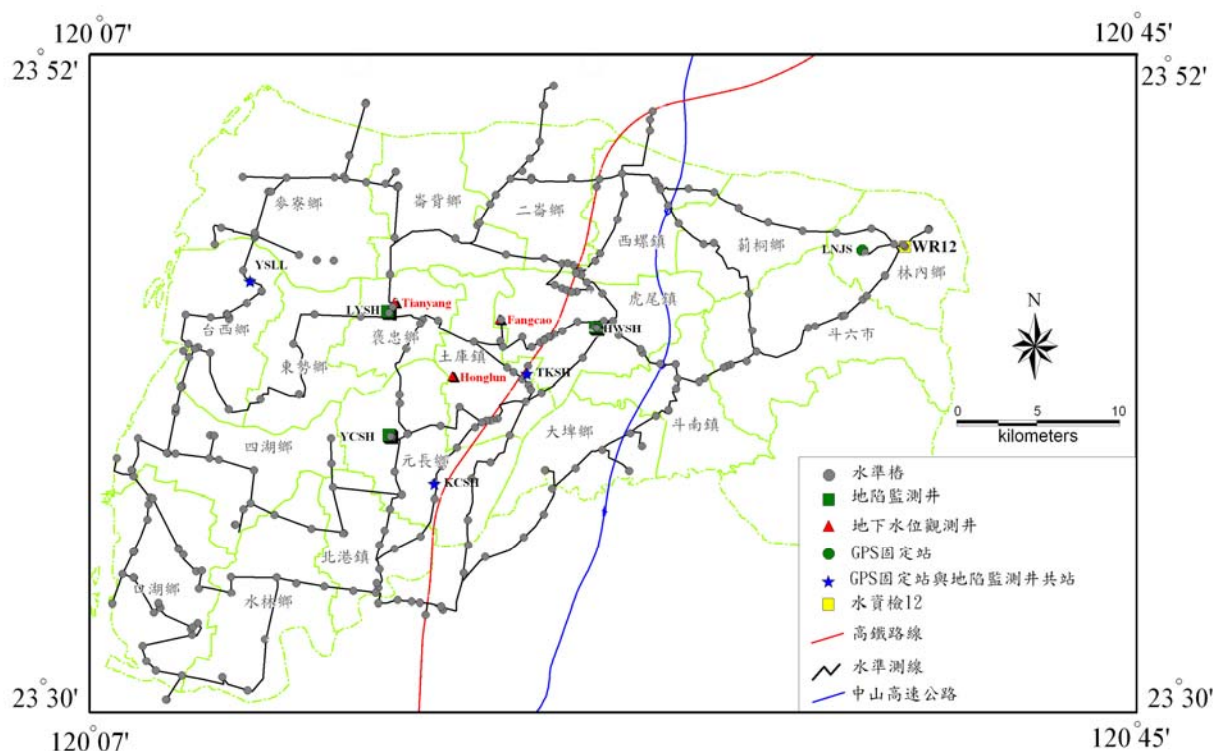 120°07'
120°45'
23°52'
23°52'
麥寮鄉
崙背鄉
二崙鄉
西螺鎮
莿桐鄉
LNJS
WR12
林內鄉
YSLL
虎尾鎮
LYSH
Tianyang
Fangcao
HWSH
台西鄉
褒忠鄉
斗六市
N
東勢鄉
土庫鎮
Honglun
TKSH
大埤鄉
斗南鎮
0 5 10
kilometers
四湖鄉
YCSH
元長鄉
KCSH
北港鎮
口湖鄉
水林鄉
水準樁
地陷監測井
地下水位觀測井
GPS固定站
GPS固定站與地陷監測井共站
水資檢12
高鐵路線
水準測線
中山高速公路
23°30'
23°30'
120°07'
120°45'